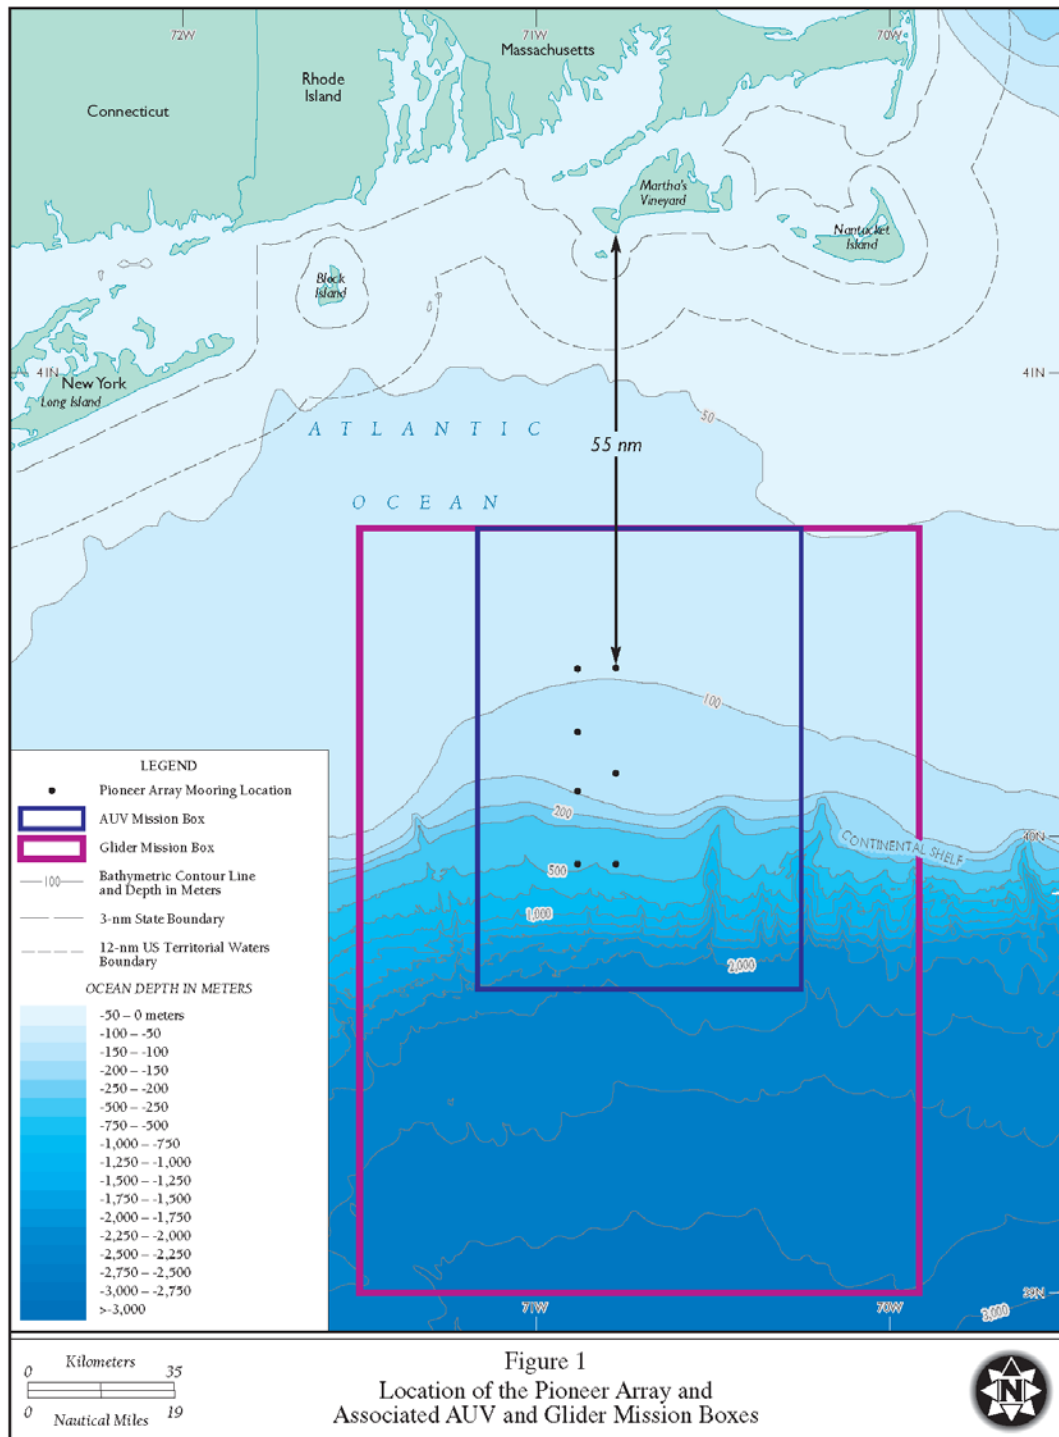 72W
71W
70W
Massachusetts
Rhode
Island
Connecticut
Martha's
Vineyard
Nantucket
Island
Block
Island
41N
41N
New York
Long Island
50
A T L A N T I C
55 nm
O C E A N
100
200
CONTINENTAL SHELF
40N
500
1,000
2,000
LEGEND
Pioneer Array Mooring Location
AUV Mission Box
Glider Mission Box
100
Bathymetric Contour Line
and Depth in Meters
3-nm State Boundary
12-nm US Territorial Waters
Boundary
OCEAN DEPTH IN METERS
-50 – 0 meters
-100 – -50
-150 – -100
-200 – -150
-250 – -200
-500 – -250
-750 – -500
-1,000 – -750
-1,250 – -1,000
-1,500 – -1,250
-1,750 – -1,500
-2,000 – -1,750
-2,250 – -2,000
-2,500 – -2,250
-2,750 – -2,500
-3,000 – -2,750
>-3,000
39N
71W
70W
3,000
Kilometers
0 35
0 19
Nautical Miles
Figure 1
Location of the Pioneer Array and
Associated AUV and Glider Mission Boxes
N